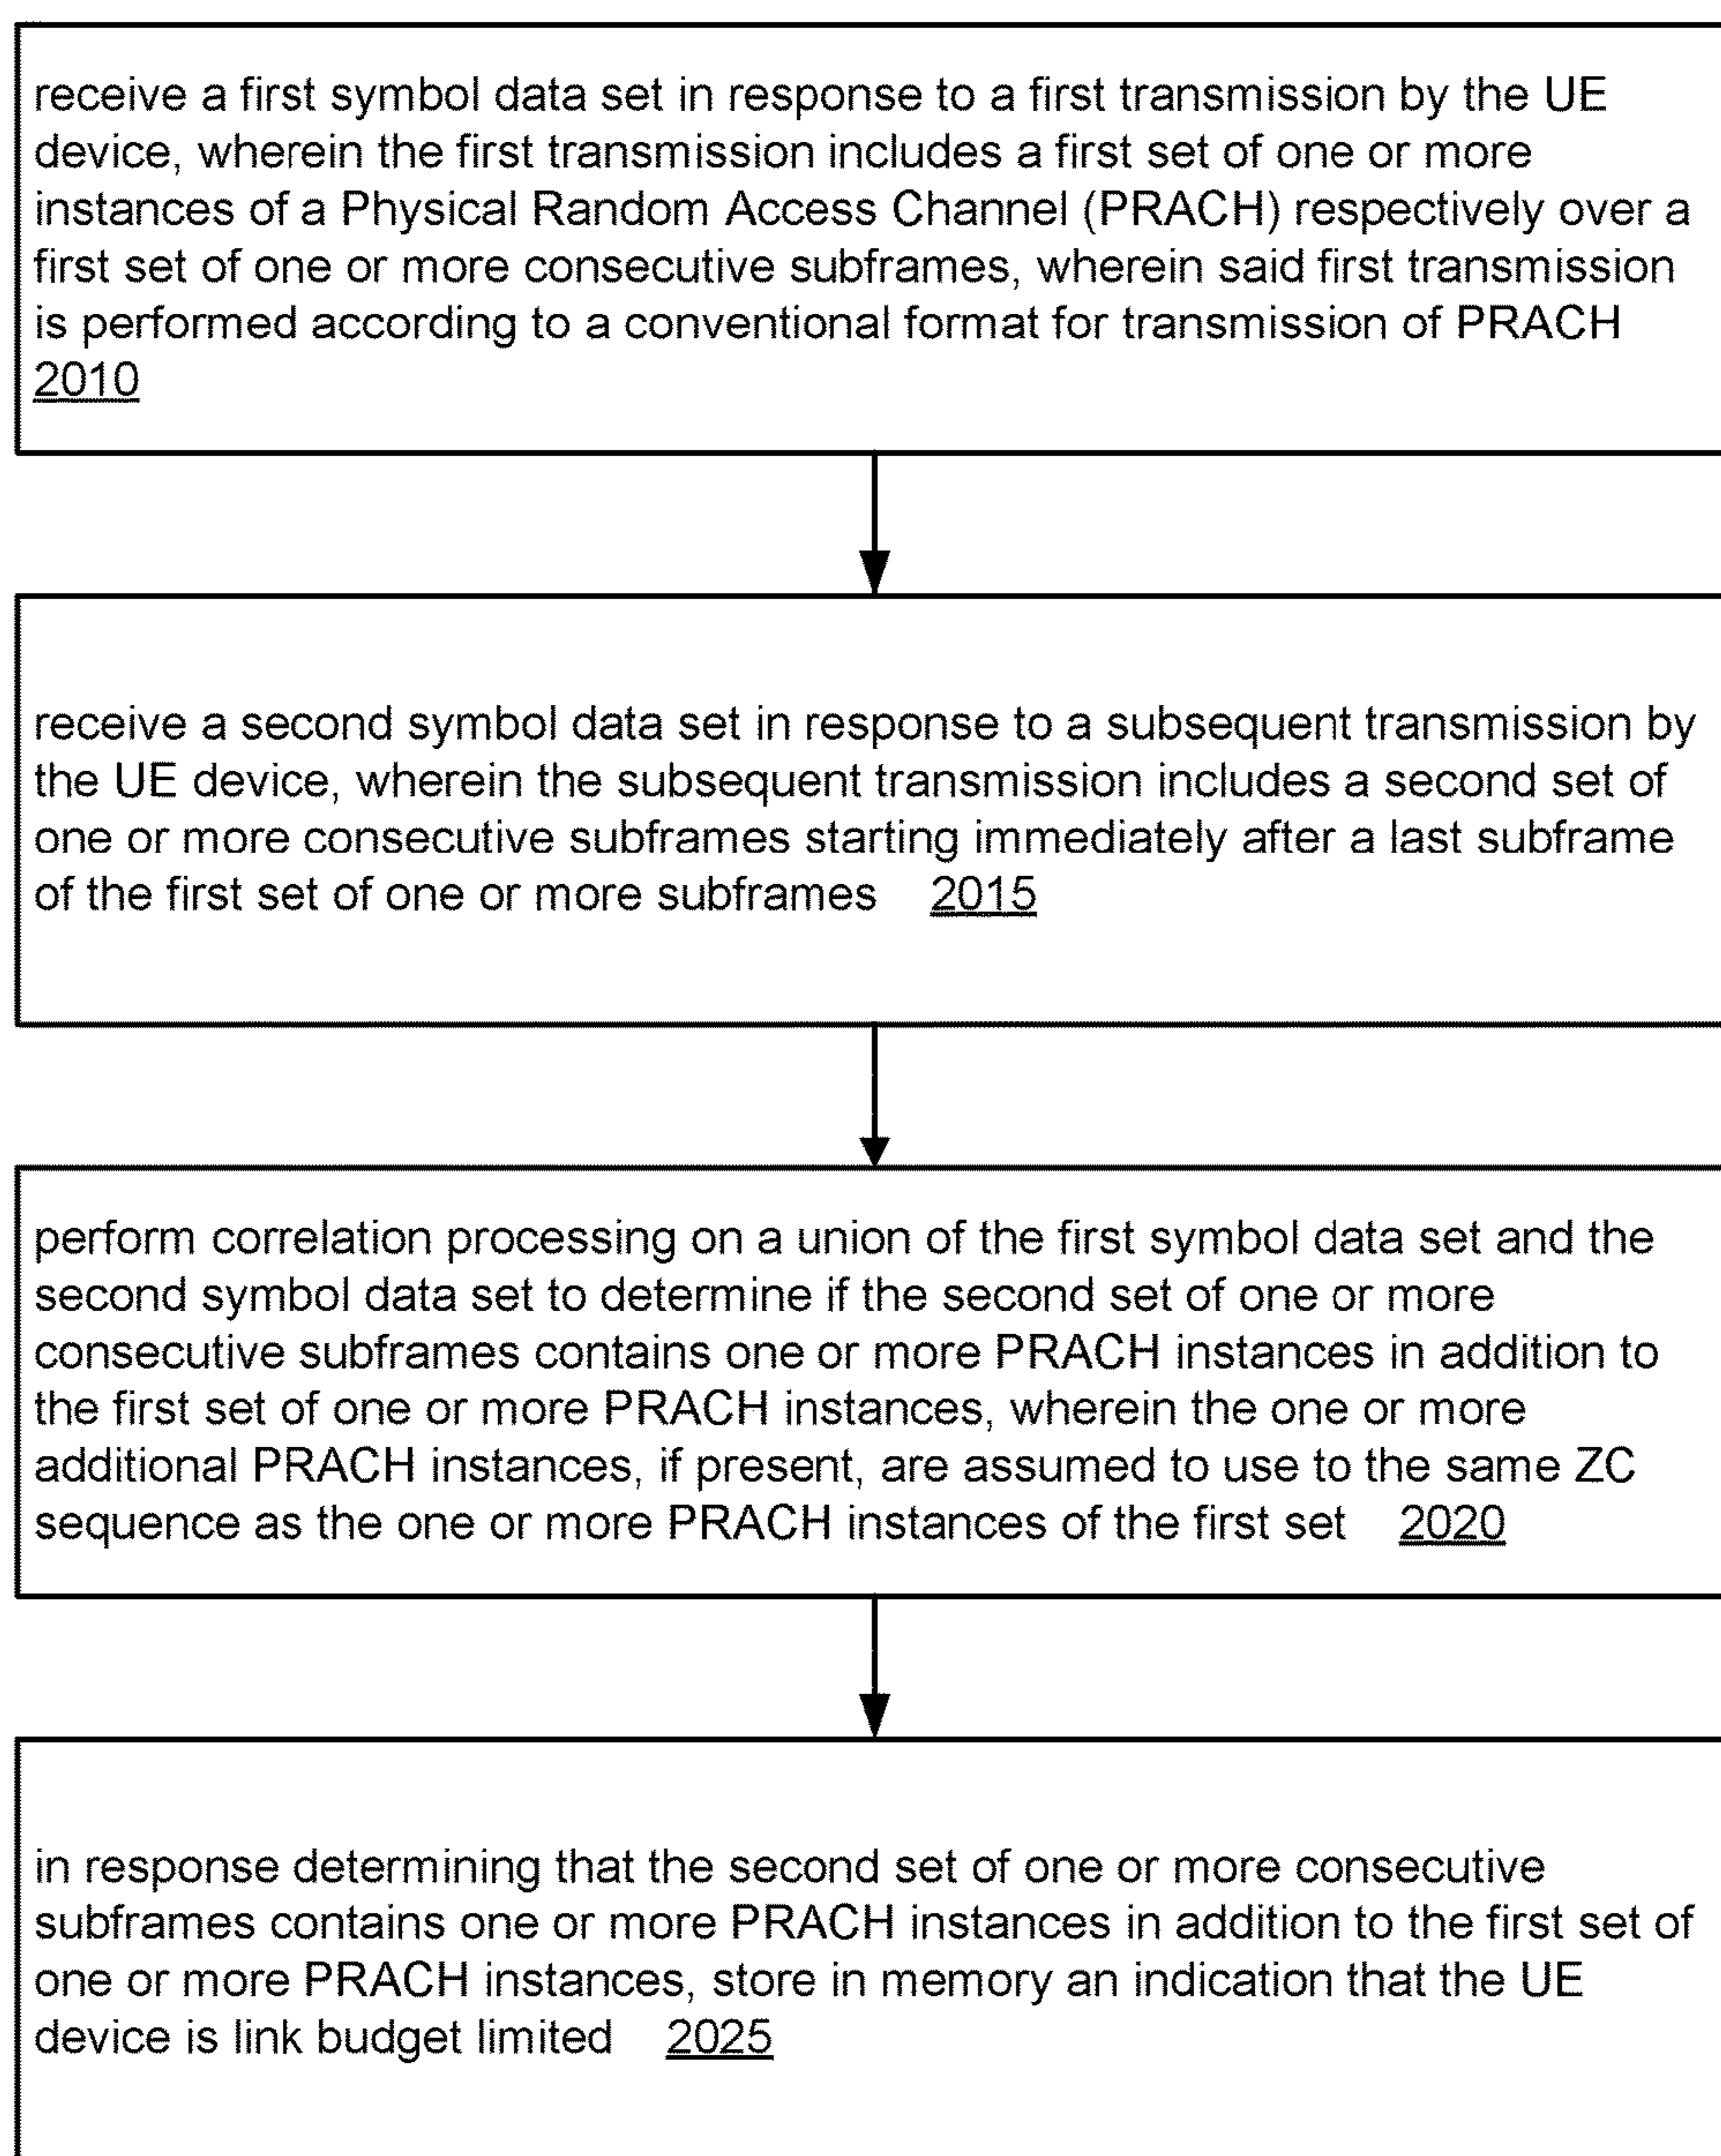 receive a first symbol data set in response to a first transmission by the UE
device, wherein the first transmission includes a first set of one or more
instances of a Physical Random Access Channel (PRACH) respectively over a
first set of one or more consecutive subframes, wherein said first transmission
is performed according to a conventional format for transmission of PRACH
2010
receive a second symbol data set in response to a subsequent transmission by
the UE device, wherein the subsequent transmission includes a second set of
one or more consecutive subframes starting immediately after a last subframe
of the first set of one or more subframes 2015
perform correlation processing on a union of the first symbol data set and the
second symbol data set to determine if the second set of one or more
consecutive subframes contains one or more PRACH instances in addition to
the first set of one or more PRACH instances, wherein the one or more
additional PRACH instances, if present, are assumed to use to the same ZC
sequence as the one or more PRACH instances of the first set 2020
in response determining that the second set of one or more consecutive
subframes contains one or more PRACH instances in addition to the first set of
one or more PRACH instances, store in memory an indication that the UE
device is link budget limited 2025